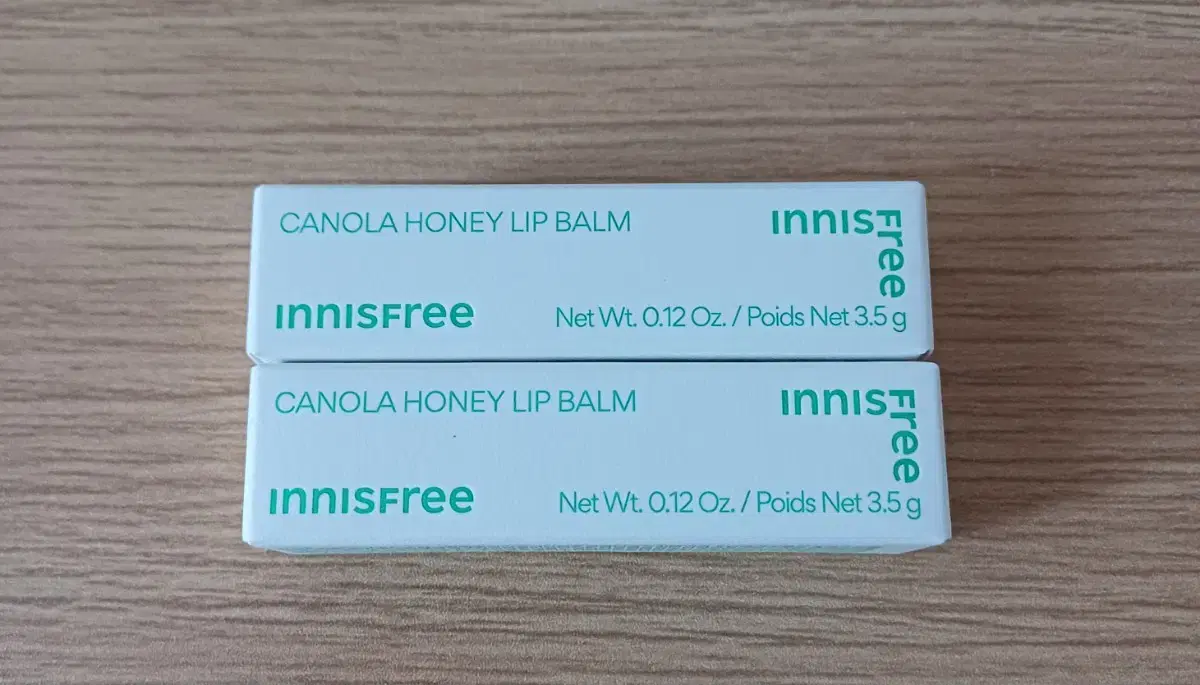 CANOLA HONEY LIP BALM
INNISFree
INNISFree
Net Wt. 0.12 Oz. / Poids Net 3.5 g
CANOLA HONEY LIP BALM
INNISFree
INNISFree
Net Wt. 0.12 Oz. / Poids Net 3.5 g